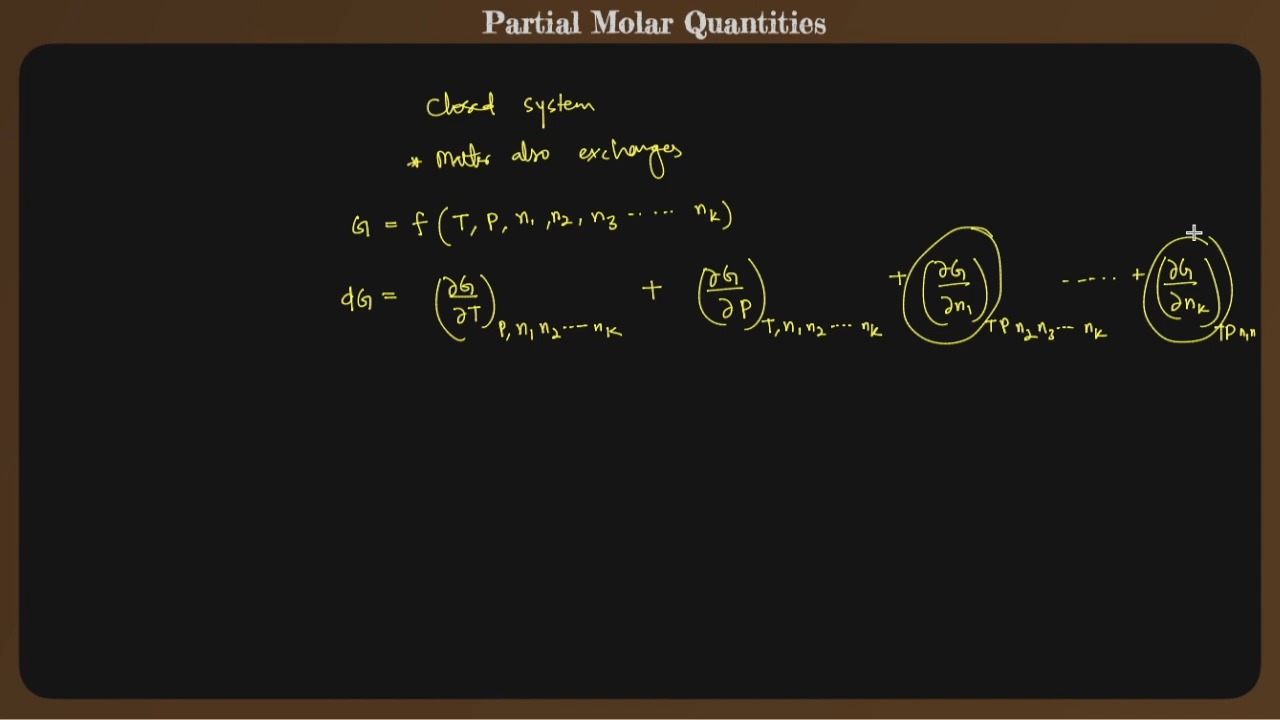 Partial Molar Quantities
Closed system
* Matter also exchanges
G = f (T, P, n₁, n₂, n₃ ...... nₖ)
dG = (∂G/∂T)P, n₁ n₂ ---- nₖ + (∂G/∂P)T, n₁ n₂ ---- nₖ + (∂G/∂n₁)T P n₂ n₃ --- nₖ ----·· + (∂G/∂nₖ)T P n₁ n